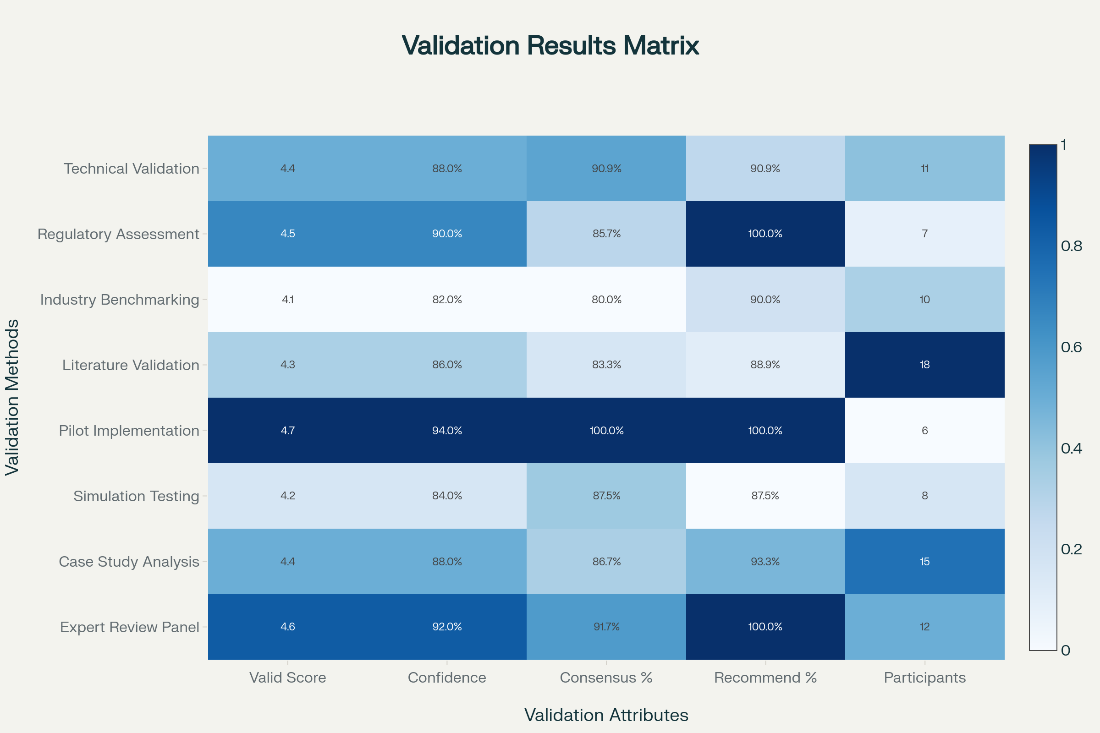 Validation Results Matrix
Validation Methods
Technical Validation 4.4 88.0% 90.9% 90.9% 11
Regulatory Assessment 4.5 90.0% 85.7% 100.0% 7
Industry Benchmarking 4.1 82.0% 80.0% 90.0% 10
Literature Validation 4.3 86.0% 83.3% 88.9% 18
Pilot Implementation 4.7 94.0% 100.0% 100.0% 6
Simulation Testing 4.2 84.0% 87.5% 87.5% 8
Case Study Analysis 4.4 88.0% 86.7% 93.3% 15
Expert Review Panel 4.6 92.0% 91.7% 100.0% 12
Valid Score Confidence Consensus % Recommend % Participants
Validation Attributes
1
0.8
0.6
0.4
0.2
0